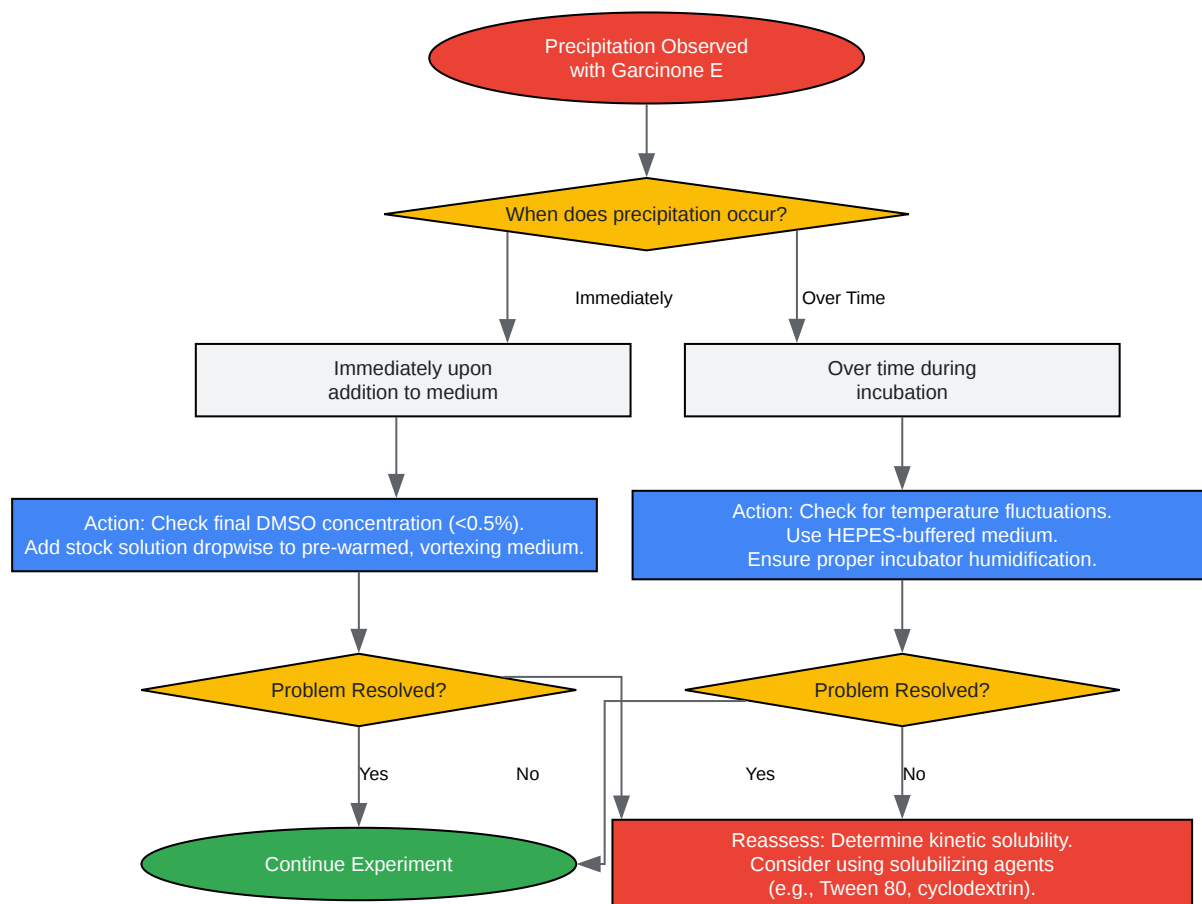 Precipitation Observed
with Garcinone E
When does precipitation occur?
Immediately
Over Time
Immediately upon
addition to medium
Over time during
incubation
Action: Check final DMSO concentration (<0.5%).
Add stock solution dropwise to pre-warmed, vortexing medium.
Action: Check for temperature fluctuations.
Use HEPES-buffered medium.
Ensure proper incubator humidification.
Problem Resolved?
Problem Resolved?
Yes
No
Yes
No
Continue Experiment
Reassess: Determine kinetic solubility.
Consider using solubilizing agents
(e.g., Tween 80, cyclodextrin).